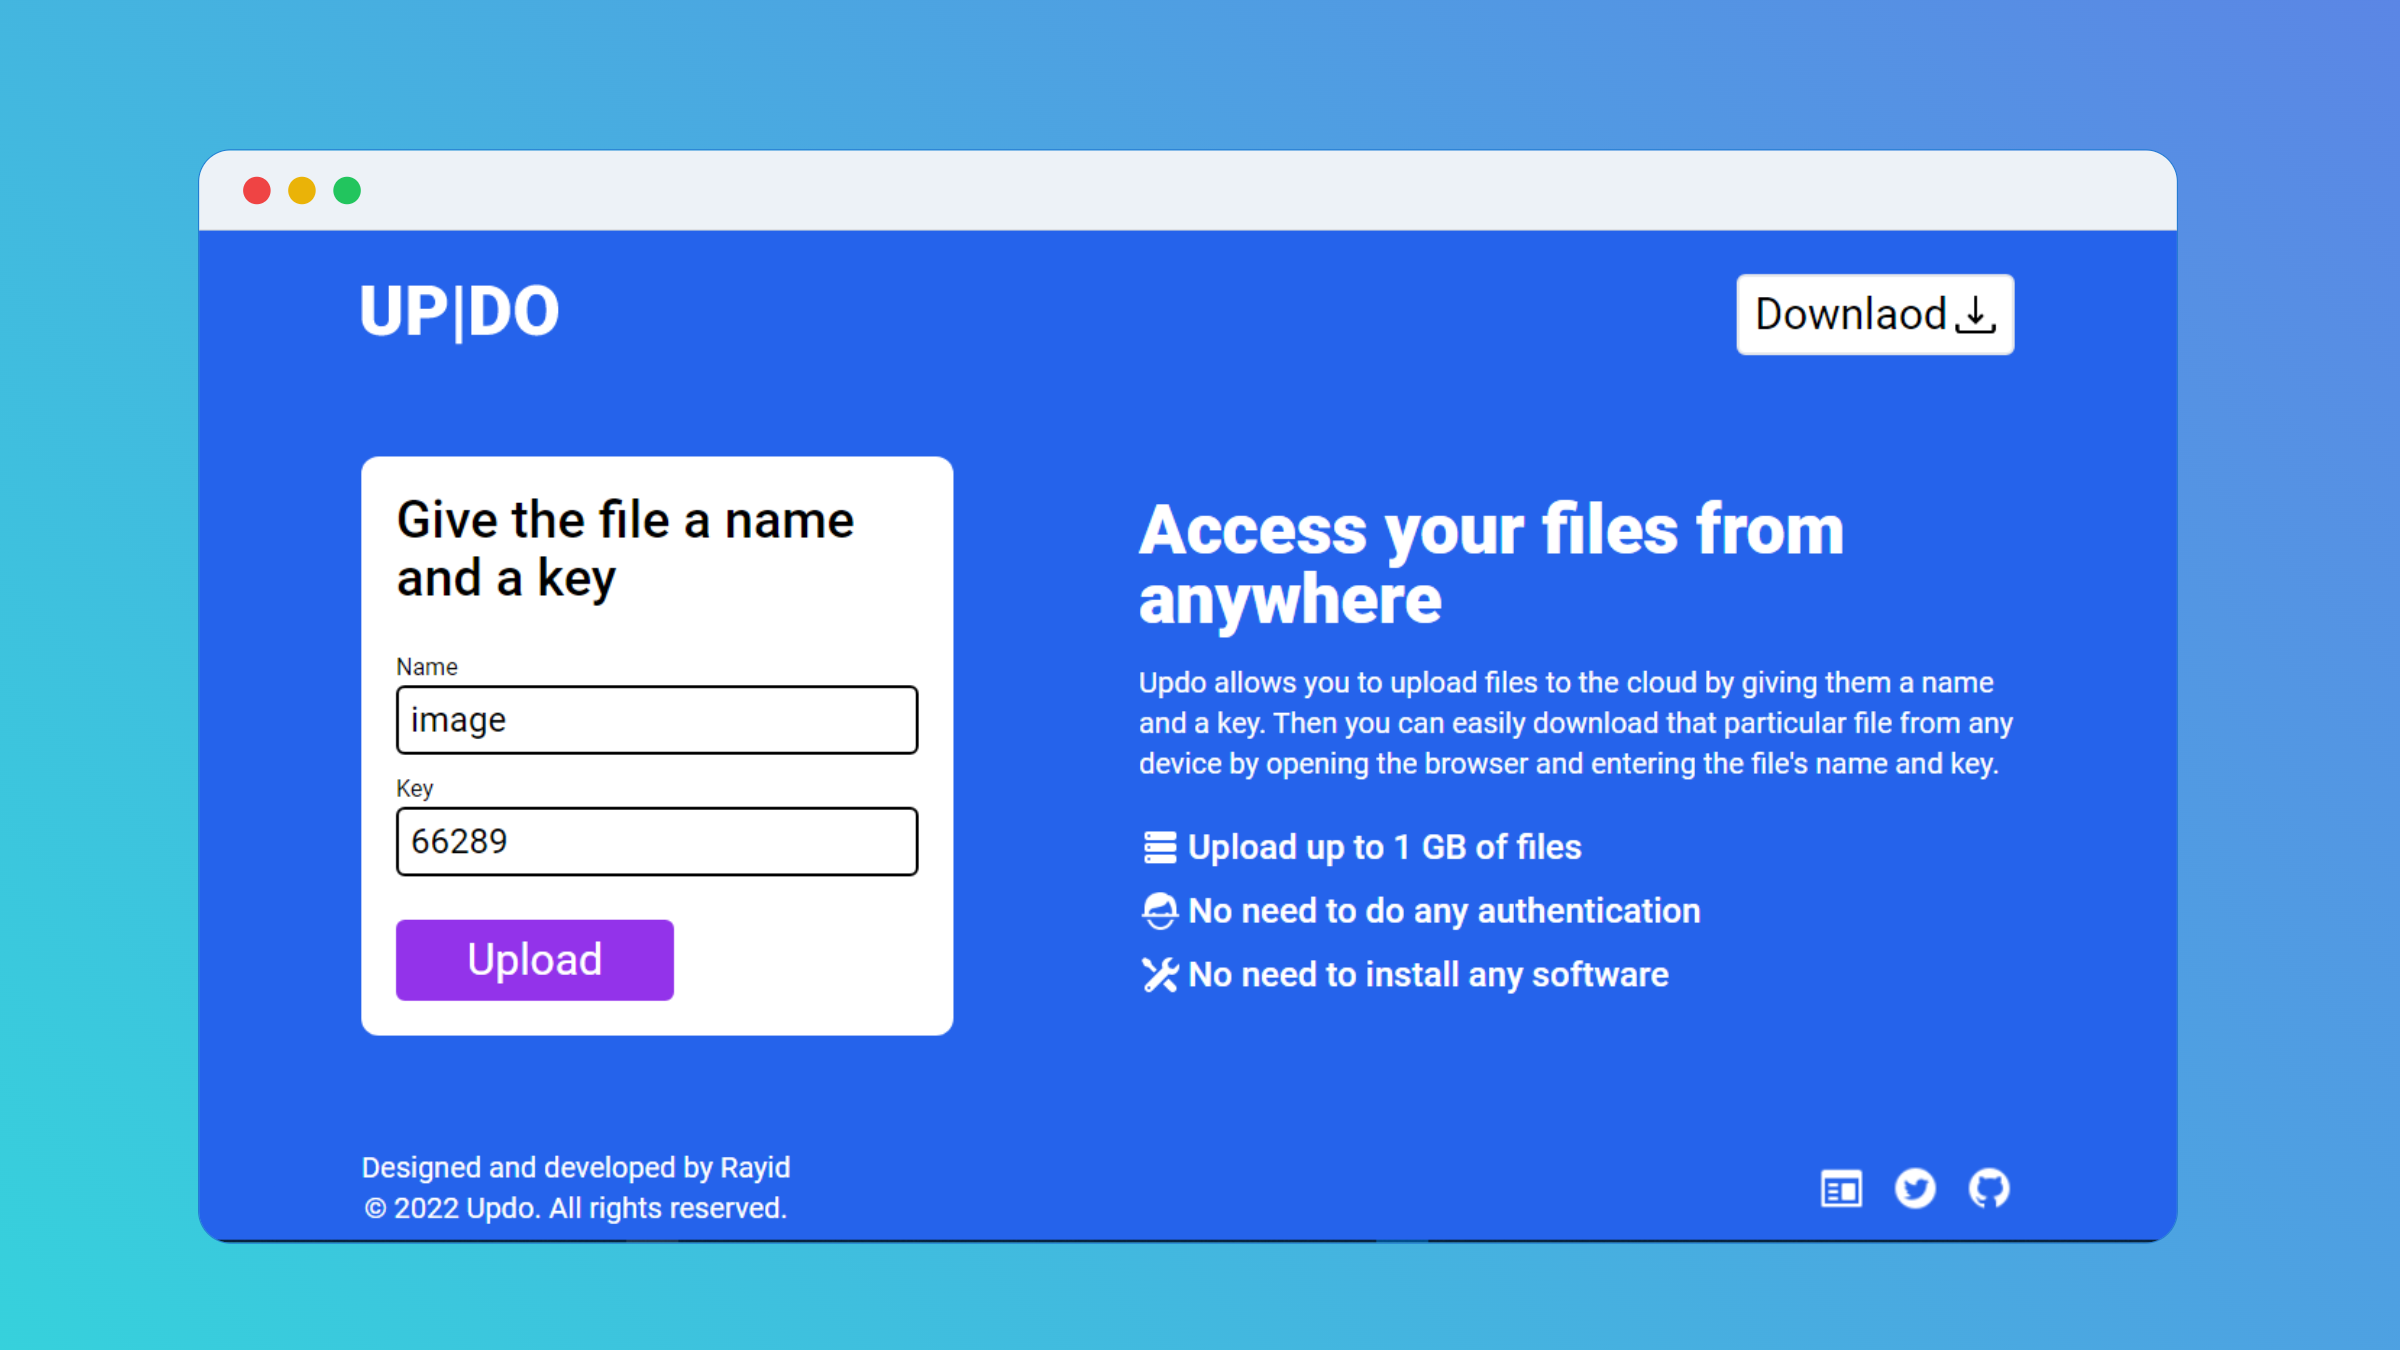 UP|DO
Downlaod
Give the file a name
and a key
Name
image
Key
66289
Upload
Access your files from
anywhere
Updo allows you to upload files to the cloud by giving them a name
and a key. Then you can easily download that particular file from any
device by opening the browser and entering the file's name and key.
Upload up to 1 GB of files
No need to do any authentication
No need to install any software
Designed and developed by Rayid
© 2022 Updo. All rights reserved.